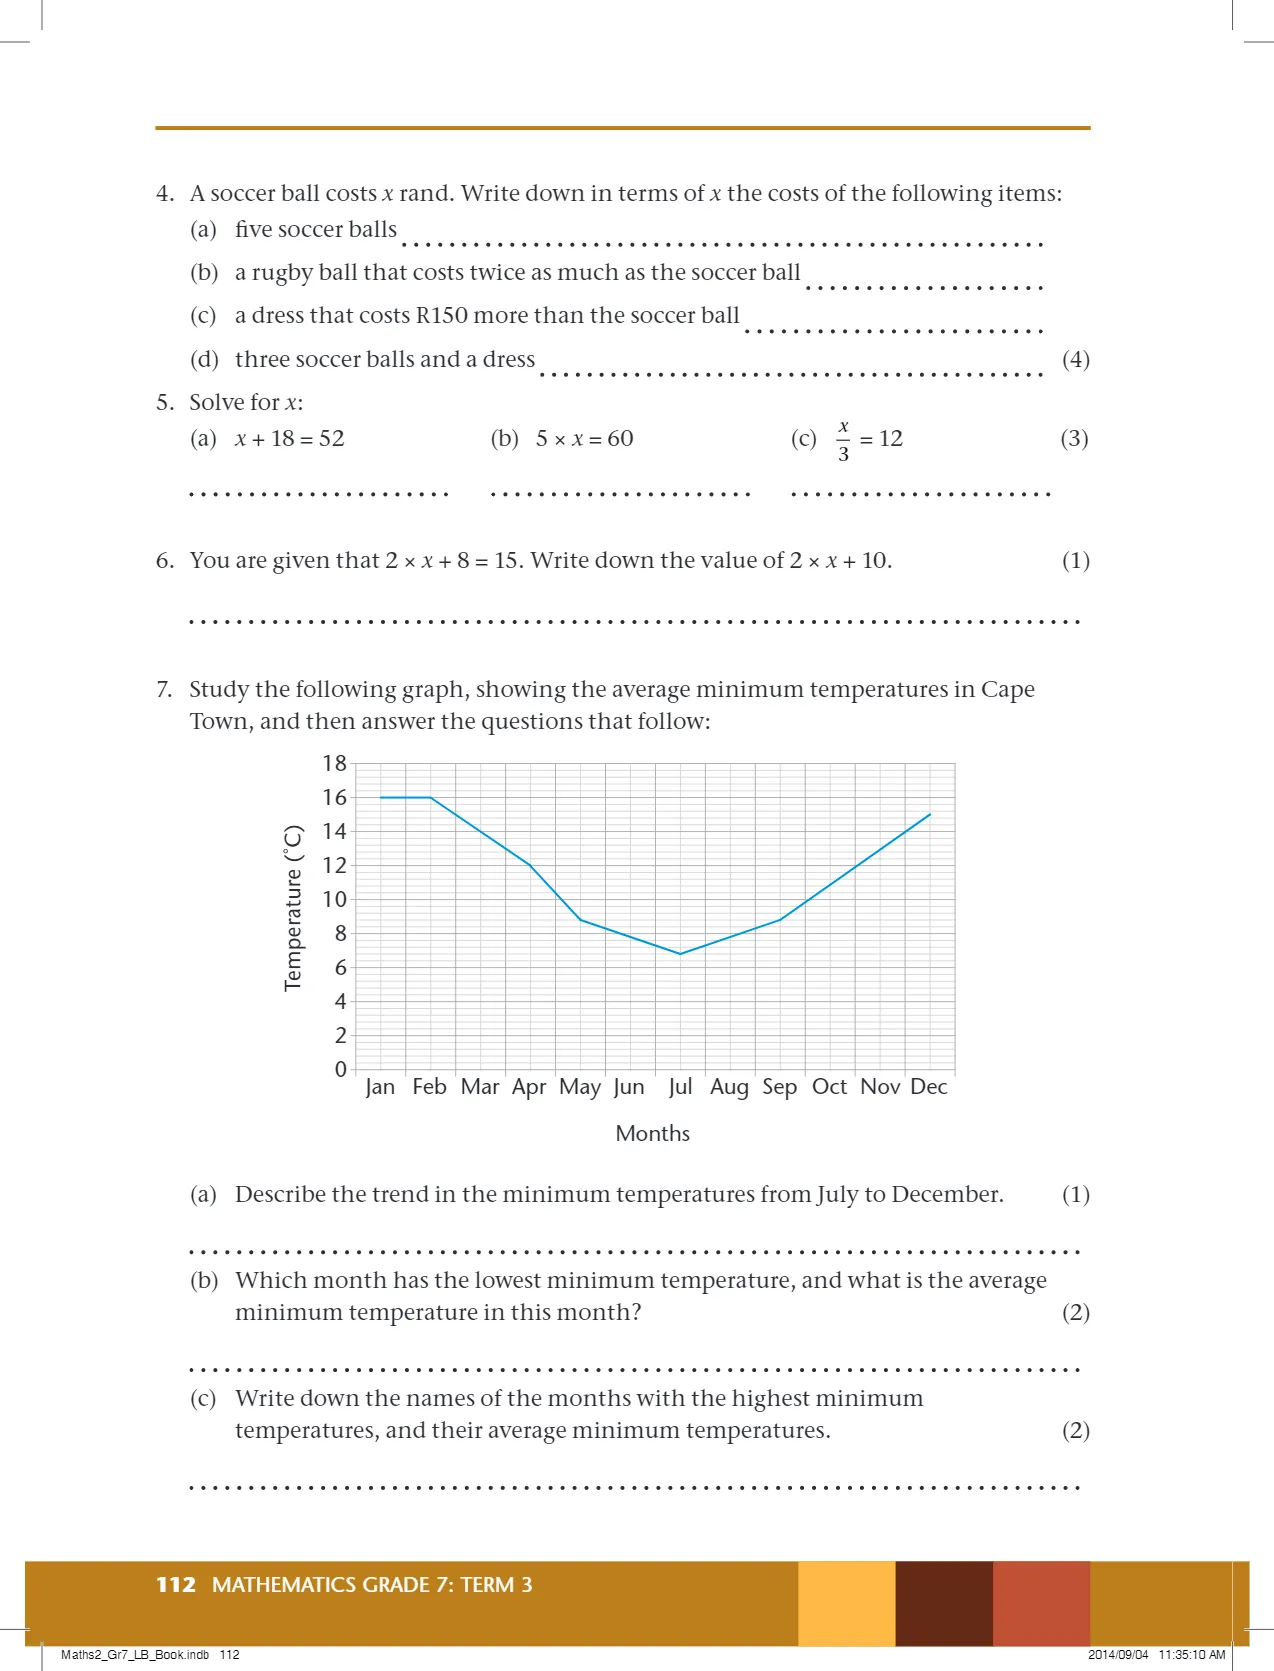 4. A soccer ball costs x rand. Write down in terms of x the costs of the following items:
(a) five soccer balls
(b) a rugby ball that costs twice as much as the soccer ball
(c) a dress that costs R150 more than the soccer ball
(d) three soccer balls and a dress (4)
5. Solve for x:
(a) x + 18 = 52 (b) 5 × x = 60 (c) x/3 = 12 (3)
6. You are given that 2 × x + 8 = 15. Write down the value of 2 × x + 10. (1)
7. Study the following graph, showing the average minimum temperatures in Cape
Town, and then answer the questions that follow:
Temperature (˚C)
18
16
14
12
10
8
6
4
2
0
Jan Feb Mar Apr May Jun Jul Aug Sep Oct Nov Dec
Months
(a) Describe the trend in the minimum temperatures from July to December. (1)
(b) Which month has the lowest minimum temperature, and what is the average
minimum temperature in this month? (2)
(c) Write down the names of the months with the highest minimum
temperatures, and their average minimum temperatures. (2)
112 MATHEMATICS GRADE 7: TERM 3
Maths2_Gr7_LB_Book.indb 112 2014/09/04 11:35:10 AM